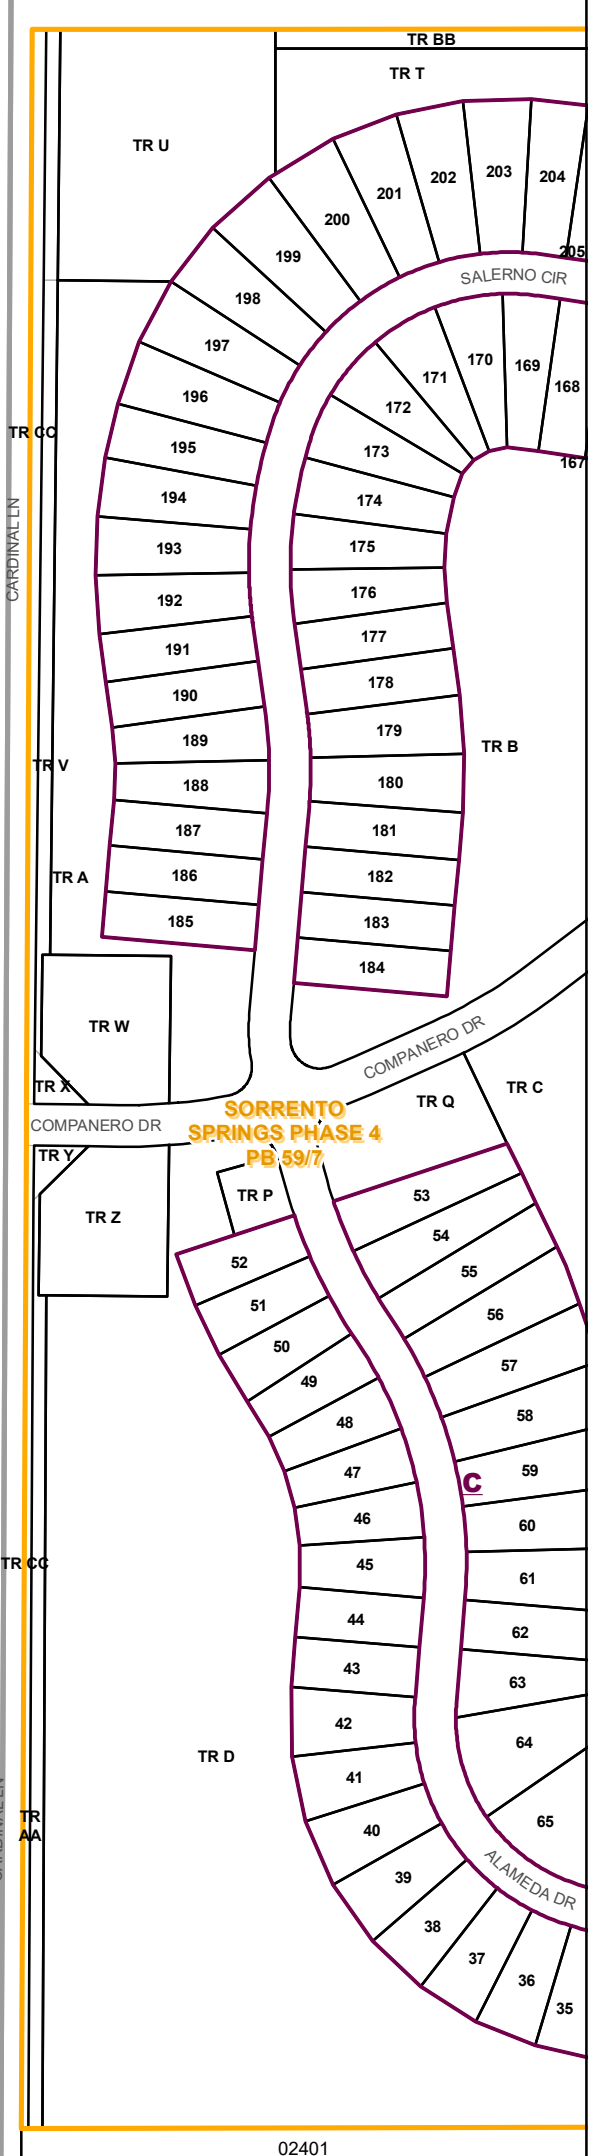 TR BB
TR T
TR U
201
202
203
204
200
205
199
SALERNO CIR
198
197
170
169
171
168
196
172
TR CC
195
173
167
194
174
CARDINAL LN
193
175
192
176
191
177
190
178
189
179
TR B
TR V
188
180
187
181
186
182
TR A
185
183
184
TR W
COMPANERO DR
TR X
TR C
TR Q
COMPANERO DR
SORRENTO
SPRINGS PHASE 4
PB 59/7
TR Y
TR P
53
TR Z
54
52
55
51
56
50
57
49
58
48
47
59
C
46
60
45
61
44
62
43
63
42
64
TR D
41
TR CC
40
65
TR
AA
CARDINAL LN
39
ALAMEDA DR
38
37
36
35
02401